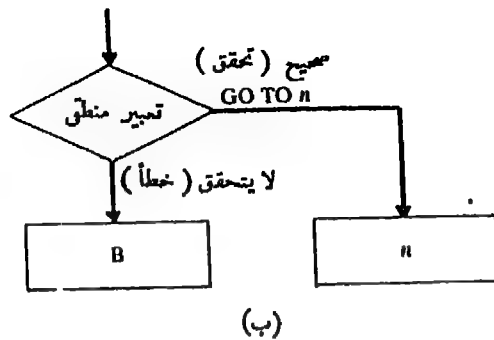 صحيح ( تحقق )
GO TO n
تعبير منطق
لا يتحقق ( خطأ )
B
n
(ب)